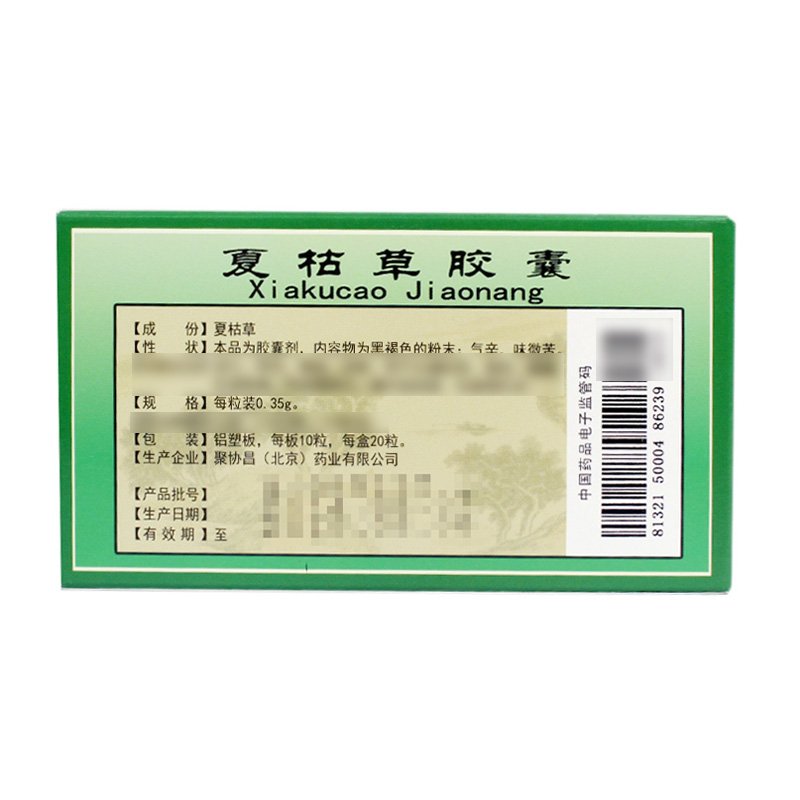 夏枯草胶囊
Xiakucao Jiaonang
【成　份】夏枯草
【性　状】本品为胶囊剂，内容物为黑褐色的粉末；气辛、味微苦。
【规　格】每粒装0.35g。
【包　装】铝塑板，每板10粒，每盒20粒。
【生产企业】聚协昌（北京）药业有限公司
【产品批号】
【生产日期】
【有效期】至
中国药品电子监管码
81321 50004 86239